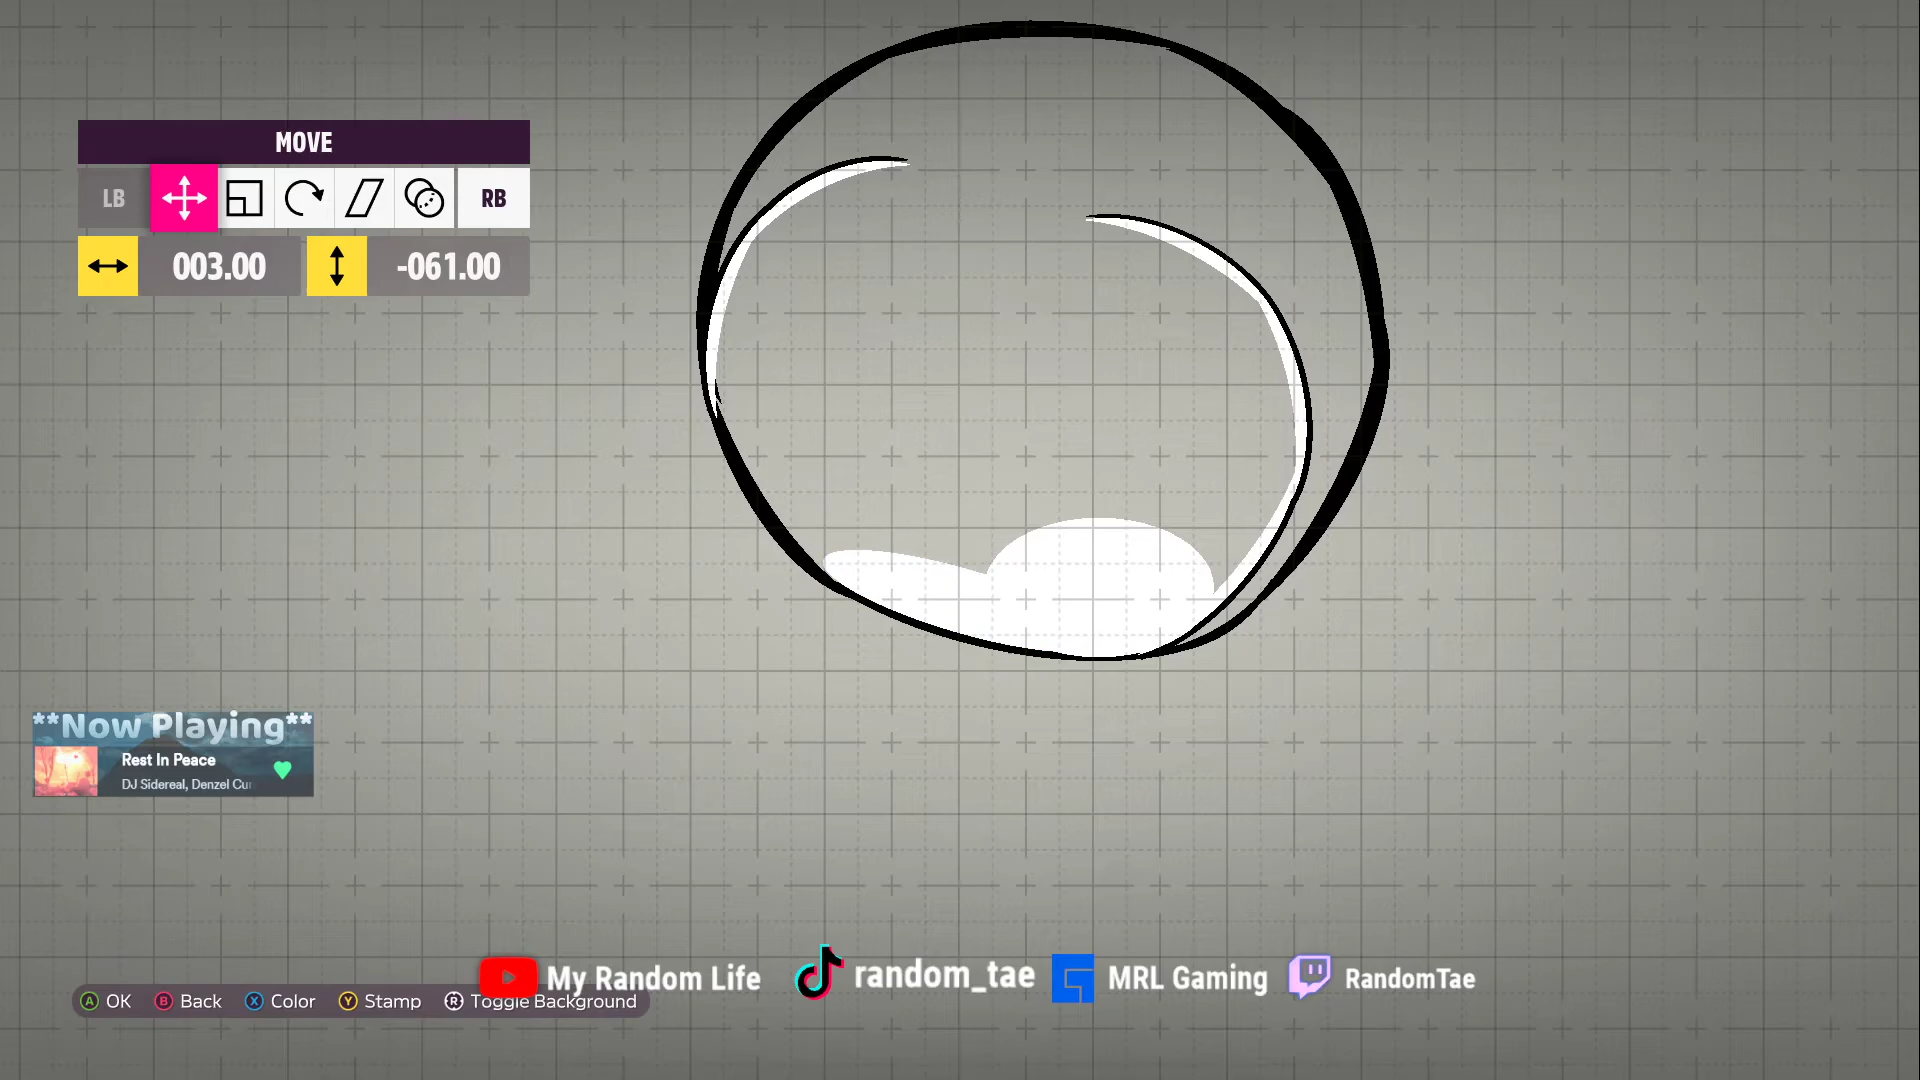 MOVE
LB
RB
003.00
-061.00
**Now Playing**
Rest In Peace
DJ Sidereal, Denzel Cur
My Random Life
random_tae
MRL Gaming
RandomTae
A OK
B Back
X Color
Y Stamp
R Toggle Background